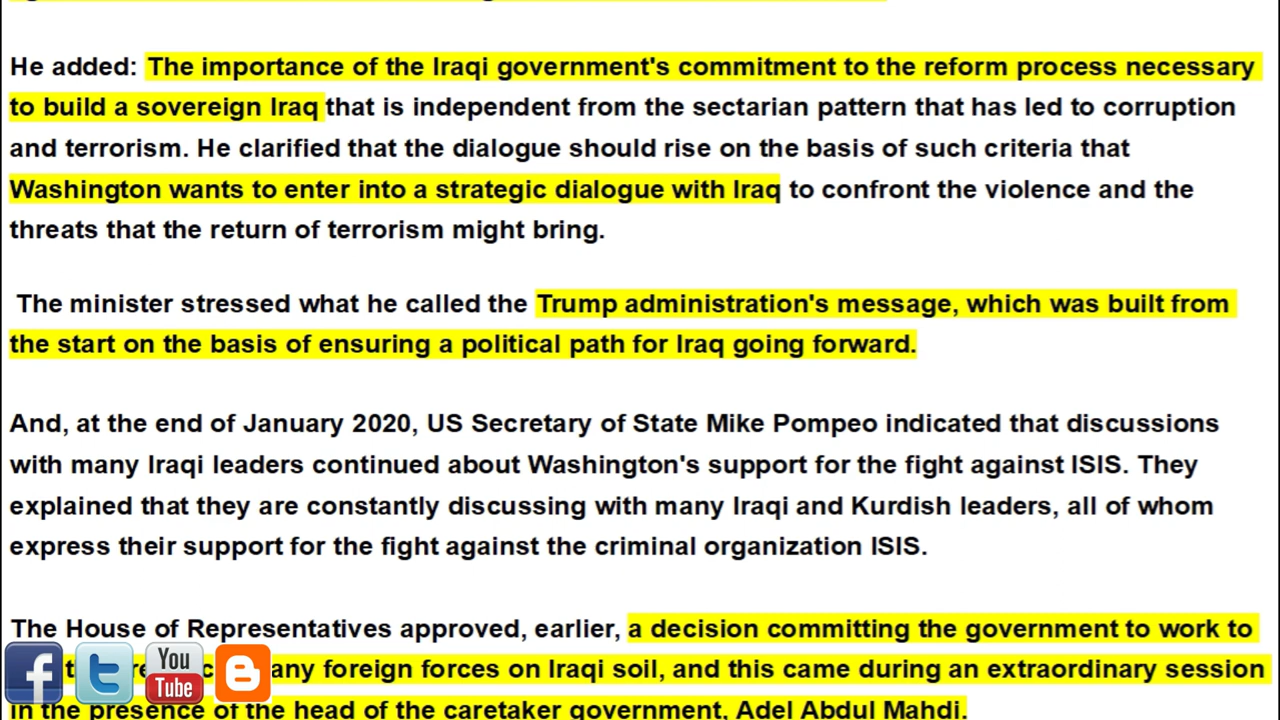 He added: The importance of the Iraqi government's commitment to the reform process necessary
to build a sovereign Iraq that is independent from the sectarian pattern that has led to corruption
and terrorism. He clarified that the dialogue should rise on the basis of such criteria that
Washington wants to enter into a strategic dialogue with Iraq to confront the violence and the
threats that the return of terrorism might bring.
The minister stressed what he called the Trump administration's message, which was built from
the start on the basis of ensuring a political path for Iraq going forward.
And, at the end of January 2020, US Secretary of State Mike Pompeo indicated that discussions
with many Iraqi leaders continued about Washington's support for the fight against ISIS. They
explained that they are constantly discussing with many Iraqi and Kurdish leaders, all of whom
express their support for the fight against the criminal organization ISIS.
The House of Representatives approved, earlier, a decision committing the government to work to
any foreign forces on Iraqi soil, and this came during an extraordinary session
in the presence of the head of the caretaker government, Adel Abdul Mahdi.
You
Tube